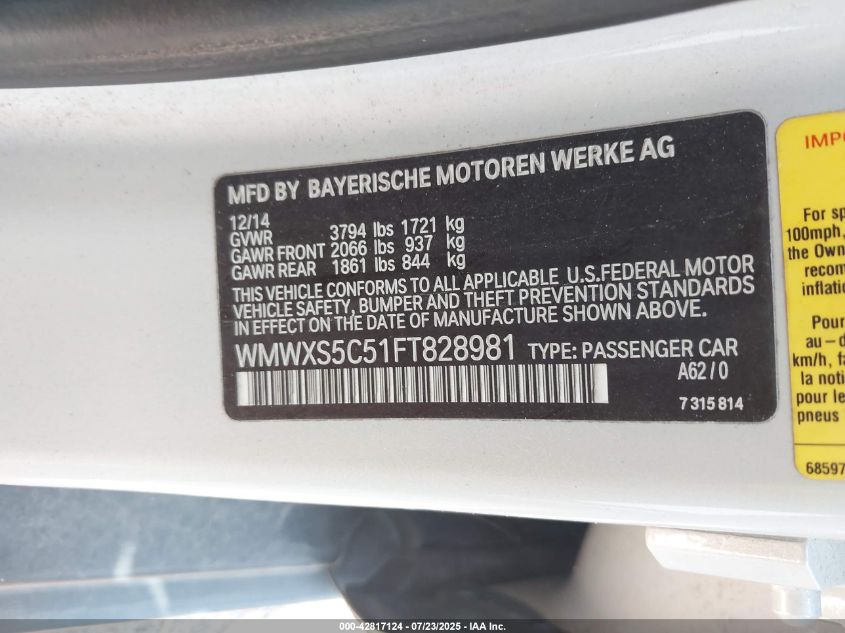 MFD BY BAYERISCHE MOTOREN WERKE AG
12/14
GVWR 3794 lbs 1721 kg
GAWR FRONT 2066 lbs 937 kg
GAWR REAR 1861 lbs 844 kg
THIS VEHICLE CONFORMS TO ALL APPLICABLE U.S.FEDERAL MOTOR
VEHICLE SAFETY, BUMPER AND THEFT PREVENTION STANDARDS
IN EFFECT ON THE DATE OF MANUFACTURE SHOWN ABOVE.
WMWXS5C51FT828981 TYPE: PASSENGER CAR
A62/0
7315814
IMPO
For sp
100mph,
the Own
recom
inflatio
Pour
au-d
km/h, fa
la noti
pour le
pneus
68597
000-42817124 - 07/23/2025 - IAA Inc.